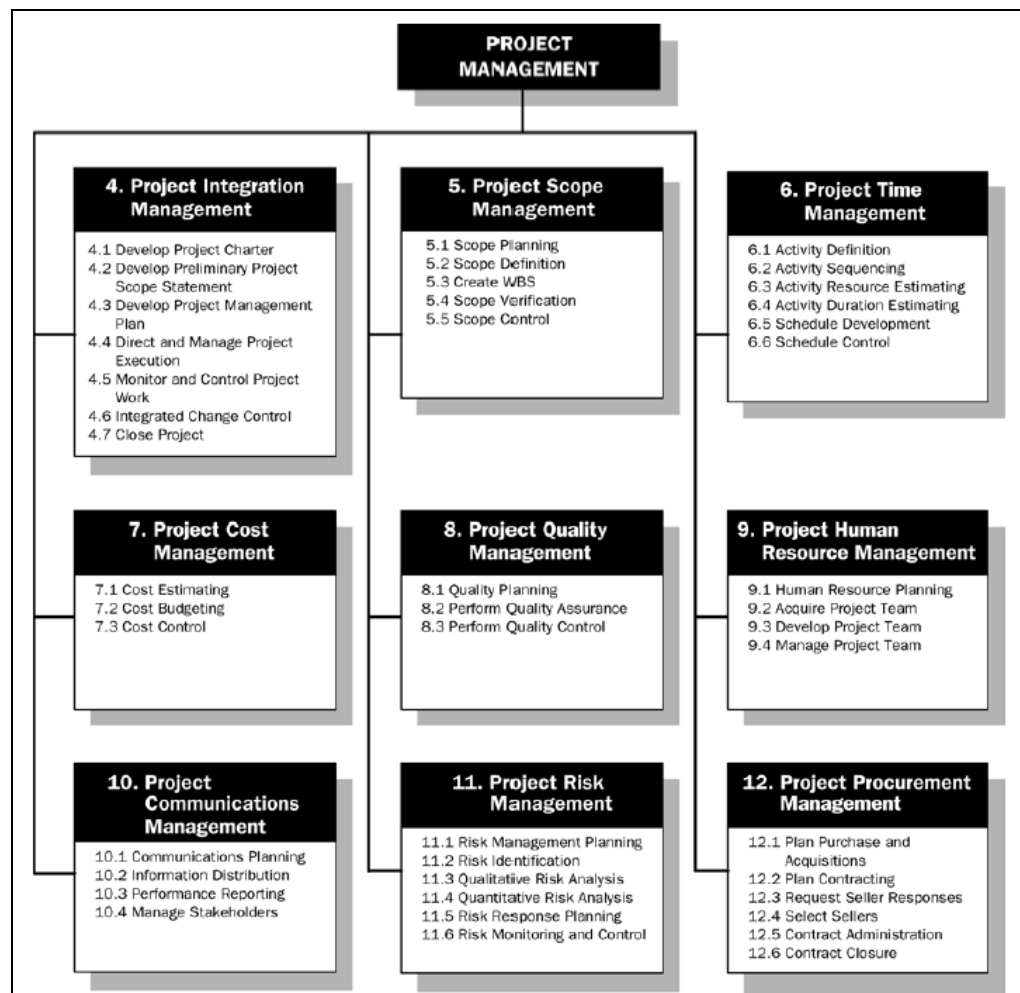 PROJECT
MANAGEMENT
4. Project Integration
Management
4.1 Develop Project Charter
4.2 Develop Preliminary Project
Scope Statement
4.3 Develop Project Management
Plan
4.4 Direct and Manage Project
Execution
4.5 Monitor and Control Project
Work
4.6 Integrated Change Control
4.7 Close Project
5. Project Scope
Management
5.1 Scope Planning
5.2 Scope Definition
5.3 Create WBS
5.4 Scope Verification
5.5 Scope Control
6. Project Time
Management
6.1 Activity Definition
6.2 Activity Sequencing
6.3 Activity Resource Estimating
6.4 Activity Duration Estimating
6.5 Schedule Development
6.6 Schedule Control
7. Project Cost
Management
7.1 Cost Estimating
7.2 Cost Budgeting
7.3 Cost Control
8. Project Quality
Management
8.1 Quality Planning
8.2 Perform Quality Assurance
8.3 Perform Quality Control
9. Project Human
Resource Management
9.1 Human Resource Planning
9.2 Acquire Project Team
9.3 Develop Project Team
9.4 Manage Project Team
10. Project
Communications
Management
10.1 Communications Planning
10.2 Information Distribution
10.3 Performance Reporting
10.4 Manage Stakeholders
11. Project Risk
Management
11.1 Risk Management Planning
11.2 Risk Identification
11.3 Qualitative Risk Analysis
11.4 Quantitative Risk Analysis
11.5 Risk Response Planning
11.6 Risk Monitoring and Control
12. Project Procurement
Management
12.1 Plan Purchase and
Acquisitions
12.2 Plan Contracting
12.3 Request Seller Responses
12.4 Select Sellers
12.5 Contract Administration
12.6 Contract Closure